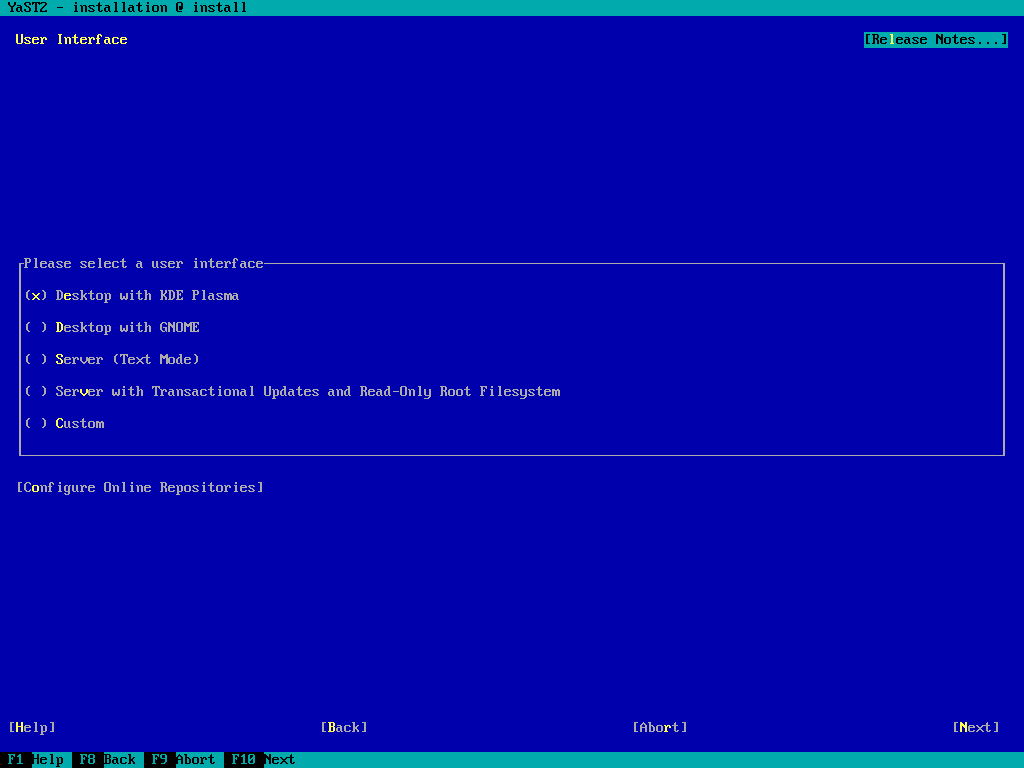 YaST2 - installation @ install
User Interface [Release Notes...]
Please select a user interface
(x) Desktop with KDE Plasma
( ) Desktop with GNOME
( ) Server (Text Mode)
( ) Server with Transactional Updates and Read-Only Root Filesystem
( ) Custom
[Configure Online Repositories]
[Help] [Back] [Abort] [Next]
F1 Help F8 Back F9 Abort F10 Next